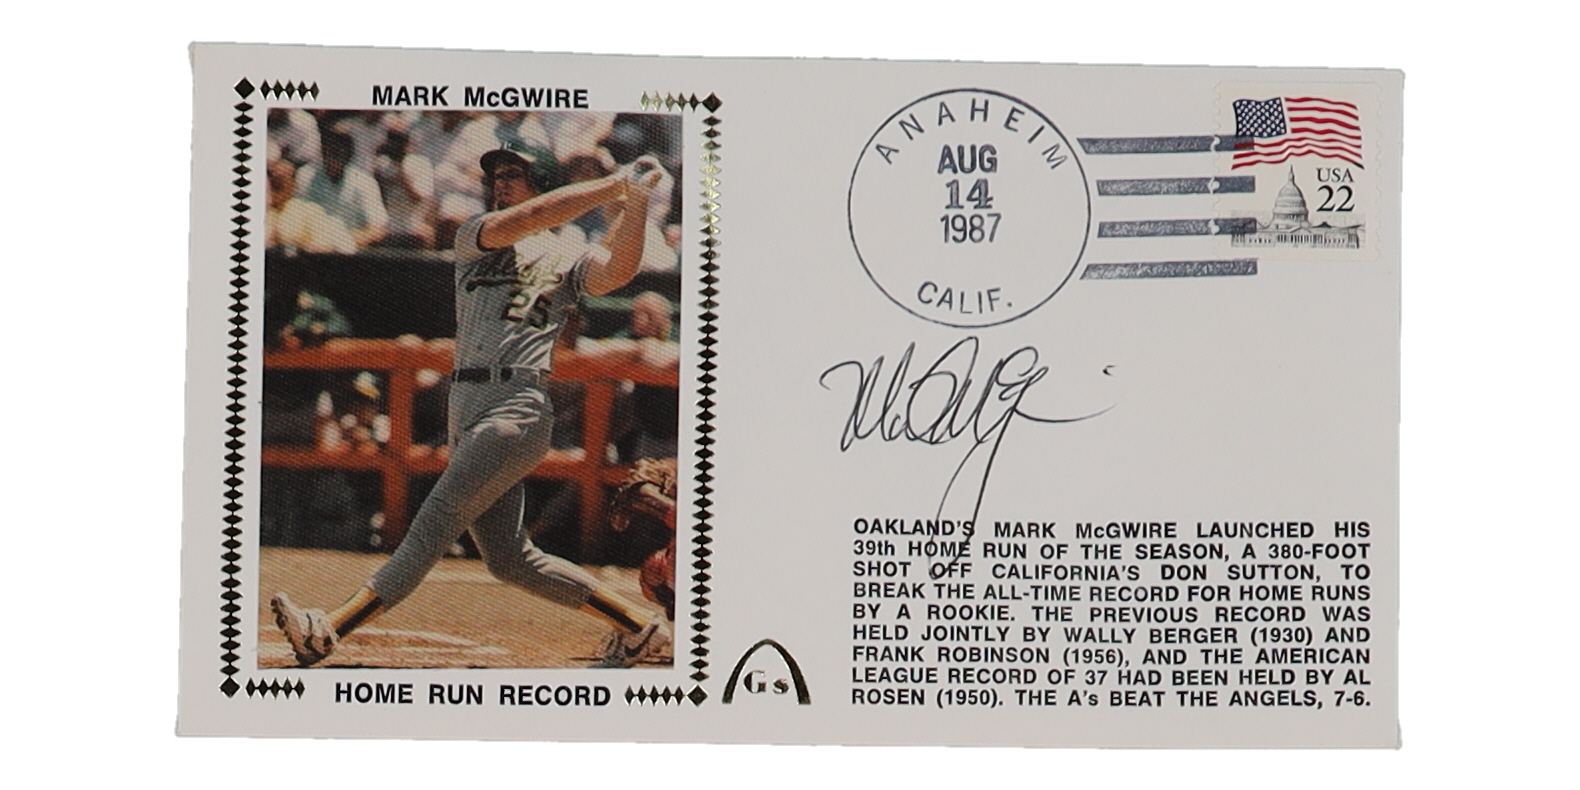 MARK McGWIRE
25
HOME RUN RECORD
Gs
ANAHEIM
AUG
14
1987
CALIF.
USA
22
OAKLAND'S MARK McGWIRE LAUNCHED HIS
39th HOME RUN OF THE SEASON, A 380-FOOT
SHOT OFF CALIFORNIA'S DON SUTTON, TO
BREAK THE ALL-TIME RECORD FOR HOME RUNS
BY A ROOKIE. THE PREVIOUS RECORD WAS
HELD JOINTLY BY WALLY BERGER (1930) AND
FRANK ROBINSON (1956), AND THE AMERICAN
LEAGUE RECORD OF 37 HAD BEEN HELD BY AL
ROSEN (1950). THE A's BEAT THE ANGELS, 7-6.